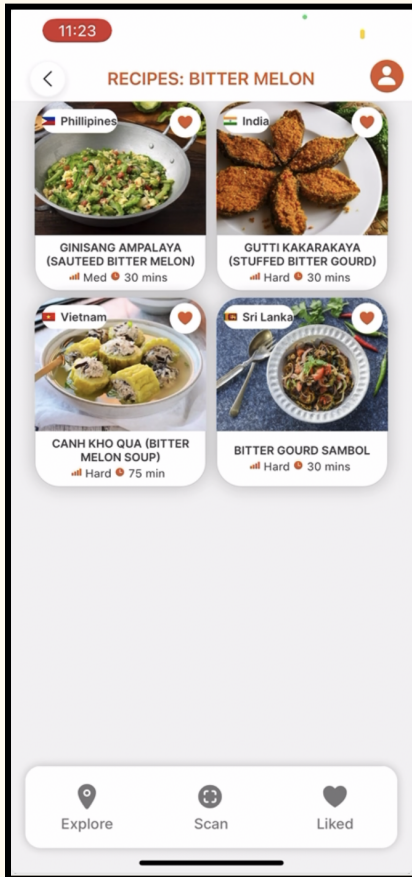 11:23
RECIPES: BITTER MELON
Phillipines
GINISANG AMPALAYA
(SAUTEED BITTER MELON)
Med 30 mins
India
GUTTI KAKARAKAYA
(STUFFED BITTER GOURD)
Hard 30 mins
Vietnam
CANH KHO QUA (BITTER
MELON SOUP)
Hard 75 min
Sri Lanka
BITTER GOURD SAMBOL
Hard 30 mins
Explore
Scan
Liked